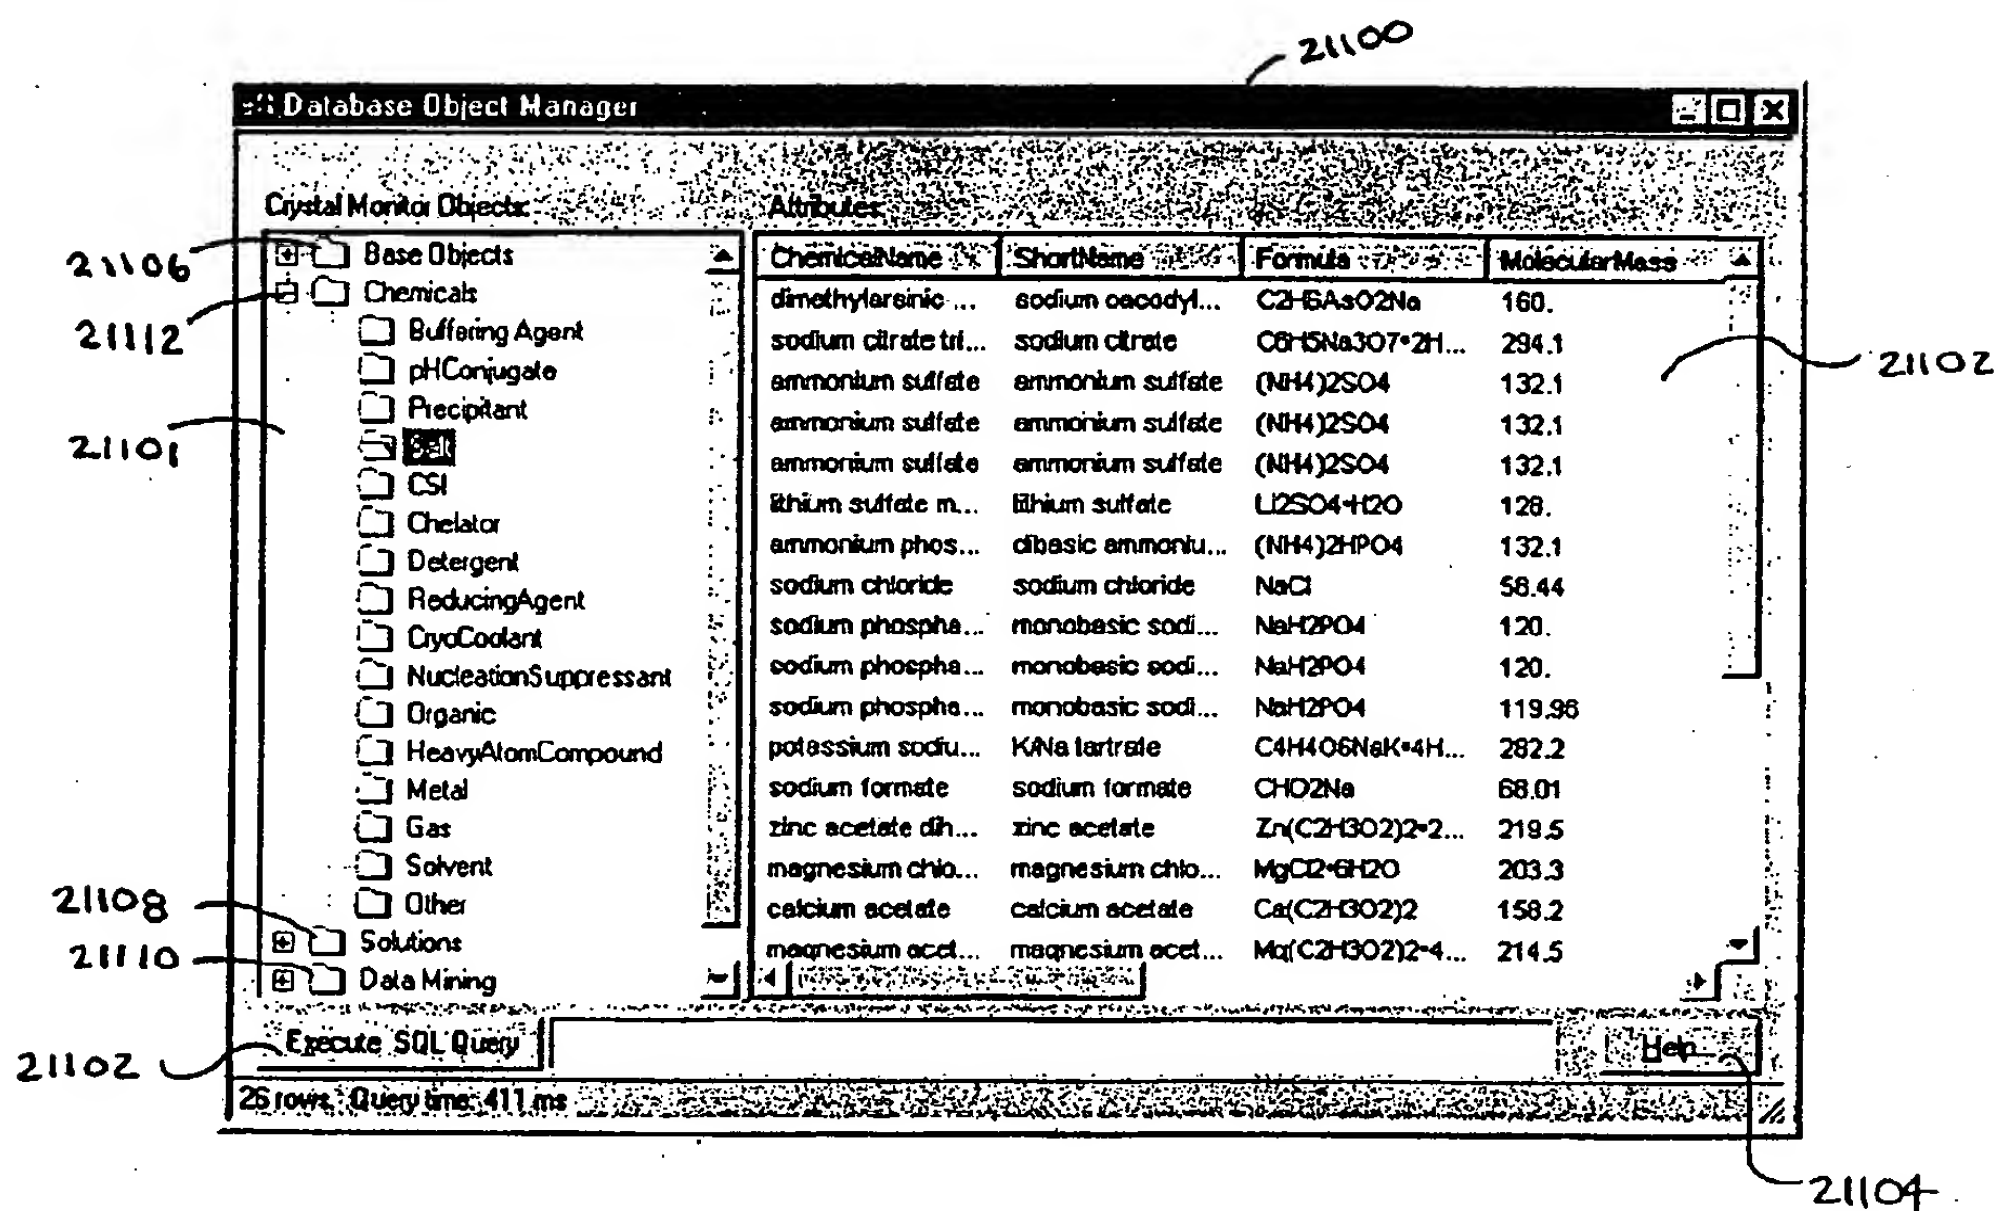 21100
Database Object Manager
Crystal Monitor Objects:
Attributes:
21106
Base Objects
21112
Chemicals
Buffering Agent
pHConjugate
Precipitant
21101
Salt
CSI
Chelator
Detergent
ReducingAgent
CryoCoolant
NucleationSuppressant
Organic
HeavyAtomCompound
Metal
Gas
Solvent
Other
21108
Solutions
21110
Data Mining
ChemicalName ShortName Formula MolecularMass
dimethylarsinic ... sodium cacodyl... C2H6AsO2Na 160.
sodium citrate tri... sodium citrate C6H5Na3O7•2H... 294.1
21102
ammonium sulfate ammonium sulfate (NH4)2SO4 132.1
ammonium sulfate ammonium sulfate (NH4)2SO4 132.1
ammonium sulfate ammonium sulfate (NH4)2SO4 132.1
lithium sulfate m... lithium sulfate Li2SO4•H2O 128.
ammonium phos... dibasic ammoniu... (NH4)2HPO4 132.1
sodium chloride sodium chloride NaCl 58.44
sodium phospha... monobasic sodi... NaH2PO4 120.
sodium phospha... monobasic sodi... NaH2PO4 120.
sodium phospha... monobasic sodi... NaH2PO4 119.98
potassium sodiu... K/Na tartrate C4H4O6NaK•4H... 282.2
sodium formate sodium formate CHO2Na 68.01
zinc acetate dih... zinc acetate Zn(C2H3O2)2•2... 219.5
magnesium chlo... magnesium chlo... MgCl2•6H2O 203.3
calcium acetate calcium acetate Ca(C2H3O2)2 158.2
magnesium acet... magnesium acet... Mg(C2H3O2)2•4... 214.5
21102
Execute SQL Query
Help
26 rows. Query time: 411 ms
21104